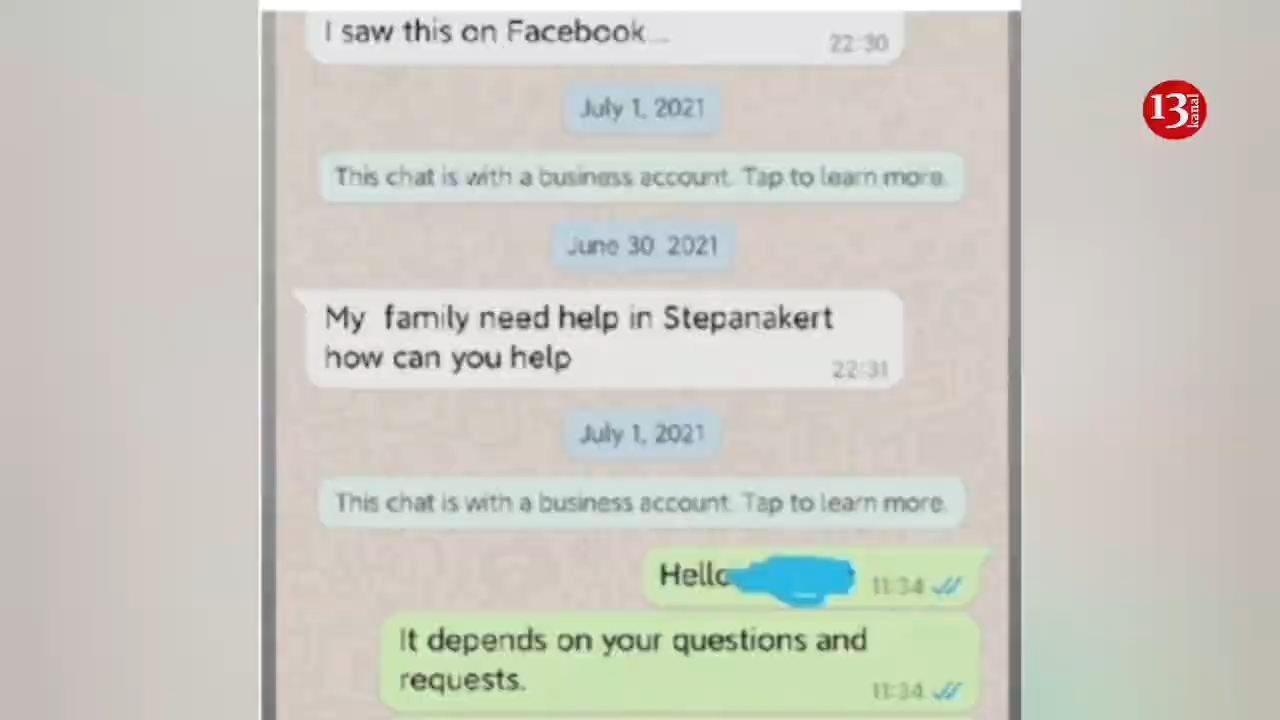 I saw this on Facebook...
22:30
13 kanal
July 1, 2021
This chat is with a business account. Tap to learn more.
June 30, 2021
My family need help in Stepanakert
how can you help
22:31
July 1, 2021
This chat is with a business account. Tap to learn more.
Hello
11:34
It depends on your questions and
requests.
11:34